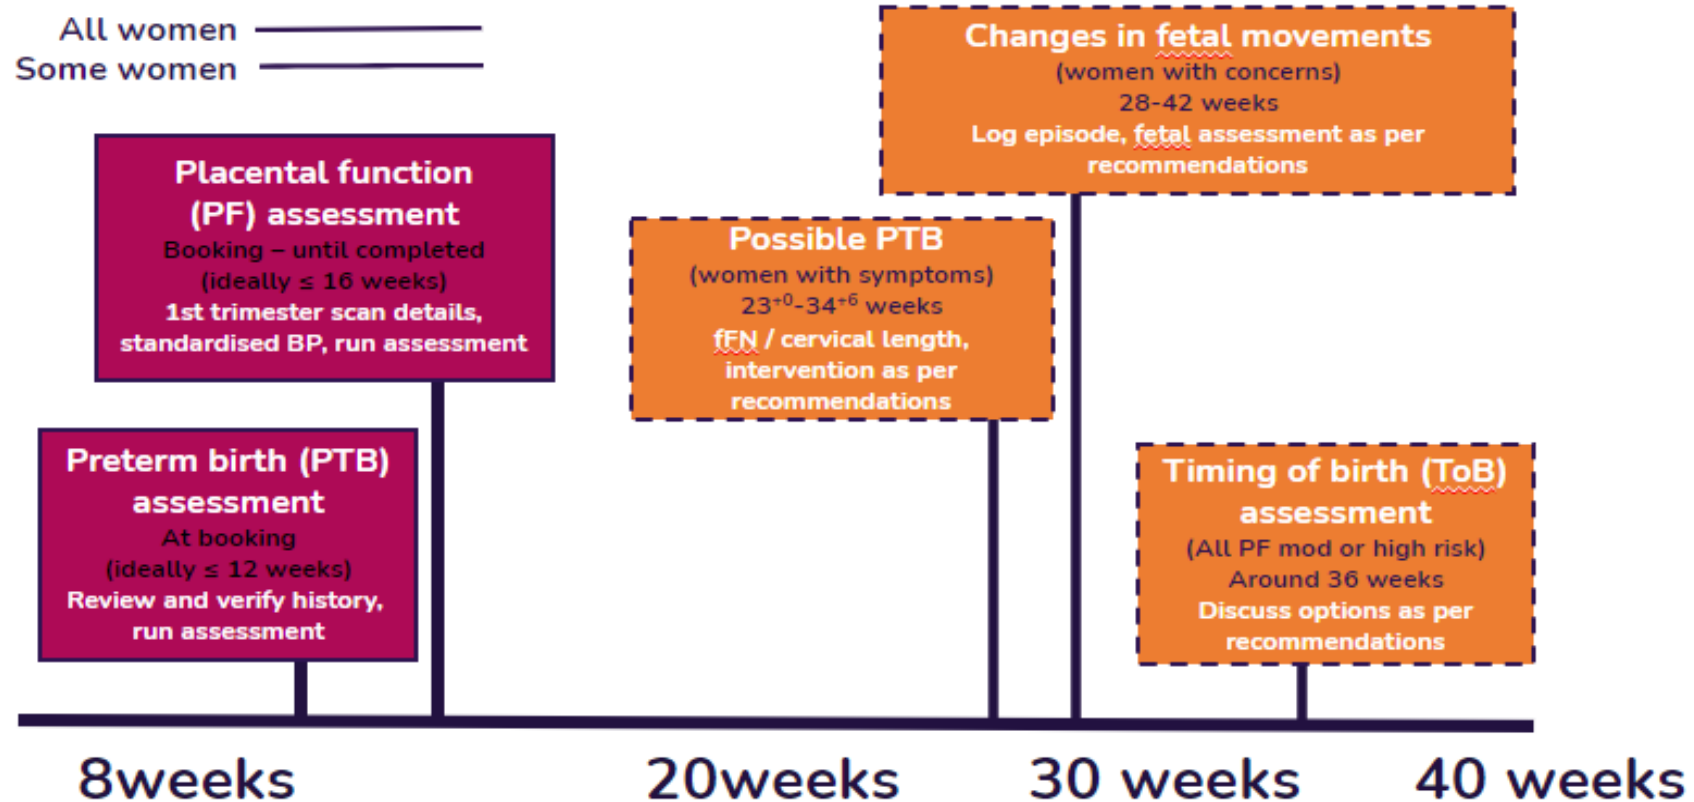 All women
Some women
Changes in fetal movements
(women with concerns)
28-42 weeks
Log episode, fetal assessment as per
recommendations
Placental function
(PF) assessment
Booking – until completed
(ideally ≤ 16 weeks)
1st trimester scan details,
standardised BP, run assessment
Possible PTB
(women with symptoms)
23⁺⁰-34⁺⁶ weeks
fFN / cervical length,
intervention as per
recommendations
Preterm birth (PTB)
assessment
At booking
(ideally ≤ 12 weeks)
Review and verify history,
run assessment
Timing of birth (ToB)
assessment
(All PF mod or high risk)
Around 36 weeks
Discuss options as per
recommendations
8weeks
20weeks
30 weeks
40 weeks